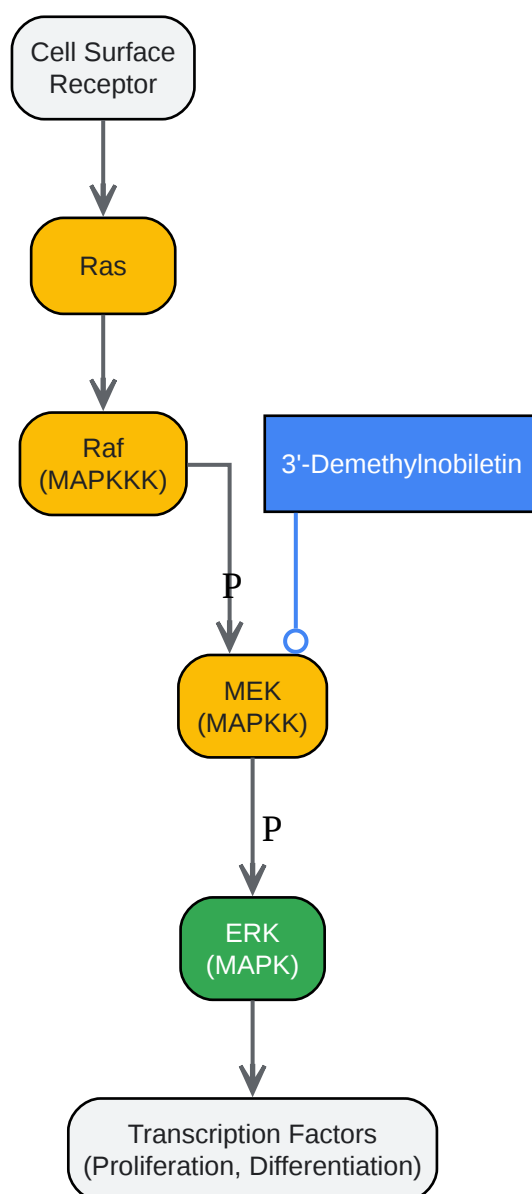 Cell Surface
Receptor
Ras
Raf
(MAPKKK)
3'-Demethylnobiletin
P
MEK
(MAPKK)
P
ERK
(MAPK)
Transcription Factors
(Proliferation, Differentiation)